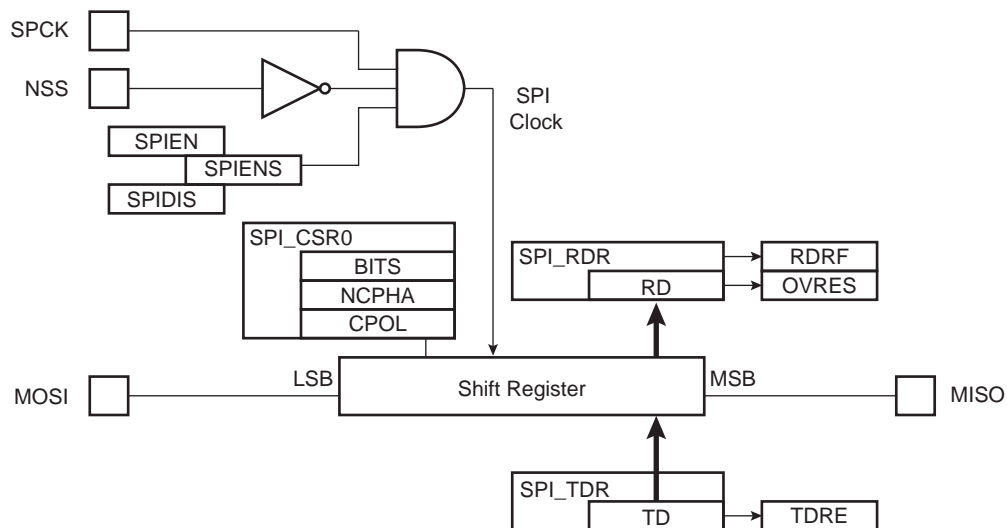 SPCK
NSS
SPI
Clock
SPIEN
SPIENS
SPIDIS
SPI_CSR0
BITS
NCPHA
CPOL
SPI_RDR
RD
RDRF
OVRES
MOSI
LSB
Shift Register
MSB
MISO
SPI_TDR
TD
TDRE